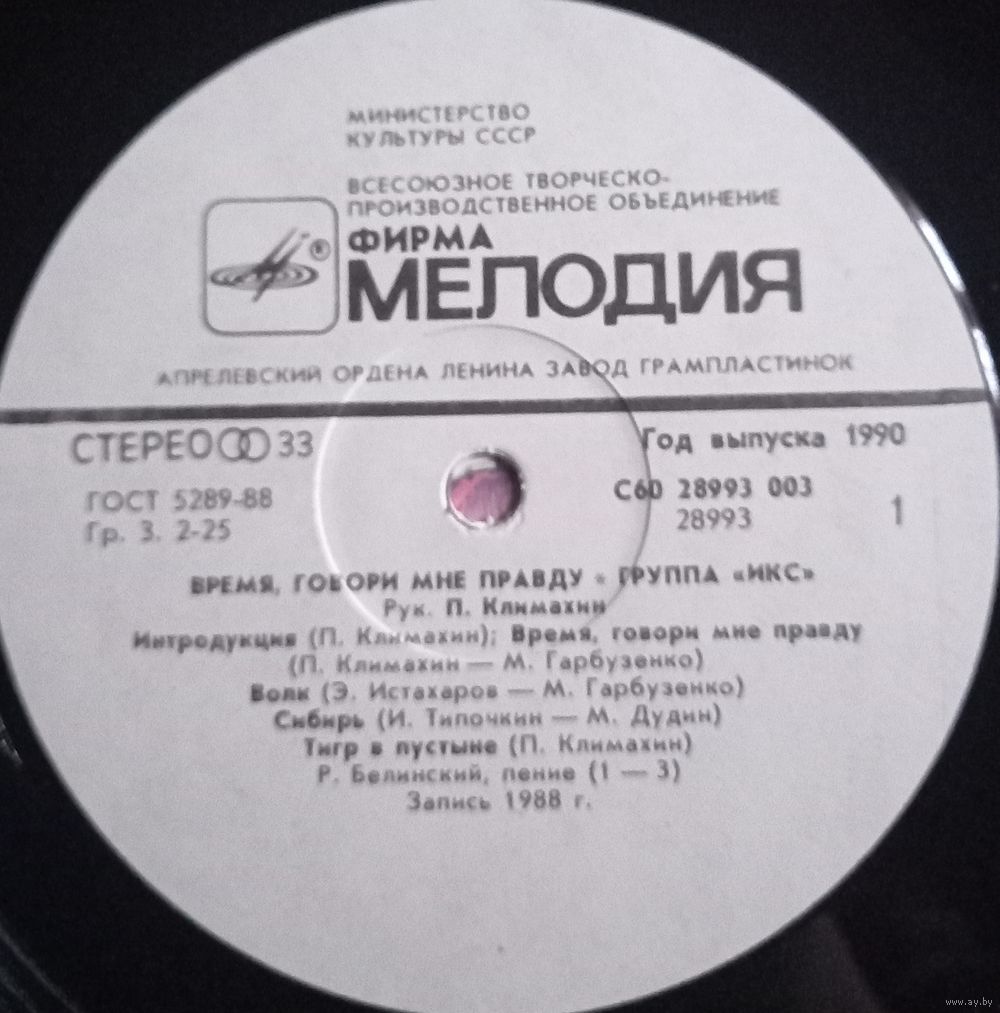 МИНИСТЕРСТВО
КУЛЬТУРЫ СССР
ВСЕСОЮЗНОЕ ТВОРЧЕСКО-
ПРОИЗВОДСТВЕННОЕ ОБЪЕДИНЕНИЕ
®
ФИРМА
МЕЛОДИЯ
АПРЕЛЕВСКИЙ ОРДЕНА ЛЕНИНА ЗАВОД ГРАМПЛАСТИНОК
СТЕРЕО 33
Год выпуска 1990
ГОСТ 5289-88
С60 28993 003
Гр. 3. 2-25
28993
1
ВРЕМЯ, ГОВОРИ МНЕ ПРАВДУ * ГРУППА «ИКС»
Рук. П. Климахин
Интродукция (П. Климахин); Время, говори мне правду
(П. Климахин — М. Гарбузенко)
Волк (Э. Истахаров — М. Гарбузенко)
Сибирь (И. Типочкин — М. Дудин)
Тигр в пустыне (П. Климахин)
Р. Белинский, пение (1 — 3)
Запись 1988 г.
www.ay.by